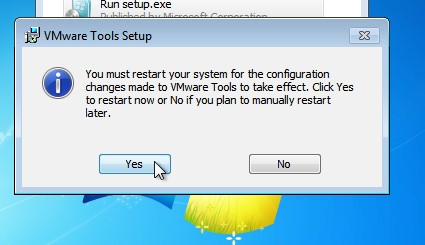 Run setup.exe
Published by Microsoft Corporation
VMware Tools Setup
You must restart your system for the configuration
changes made to VMware Tools to take effect. Click Yes
to restart now or No if you plan to manually restart
later.
Yes
No